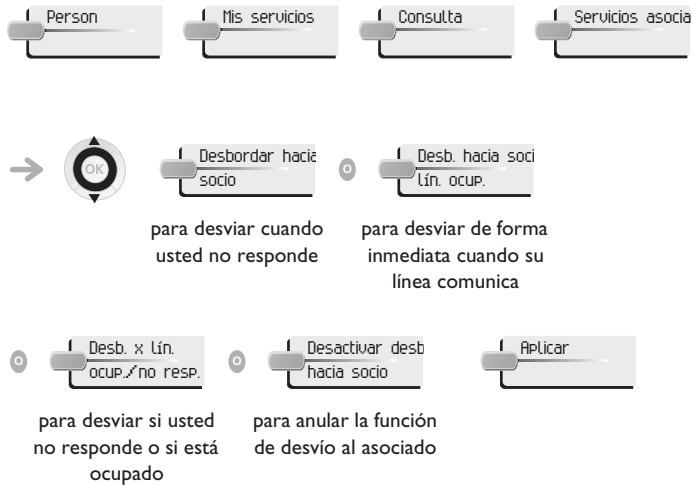 Person
Mis servicios
Consulta
Servicios asocia
OK
Desbordar hacia
socio
o
Desb. hacia soci
lín. ocup.
para desviar cuando
usted no responde
para desviar de forma
inmediata cuando su
línea comunica
o
Desb. x lín.
ocup./no resp.
o
Desactivar desb
hacia socio
Aplicar
para desviar si usted
no responde o si está
ocupado
para anular la función
de desvío al asociado